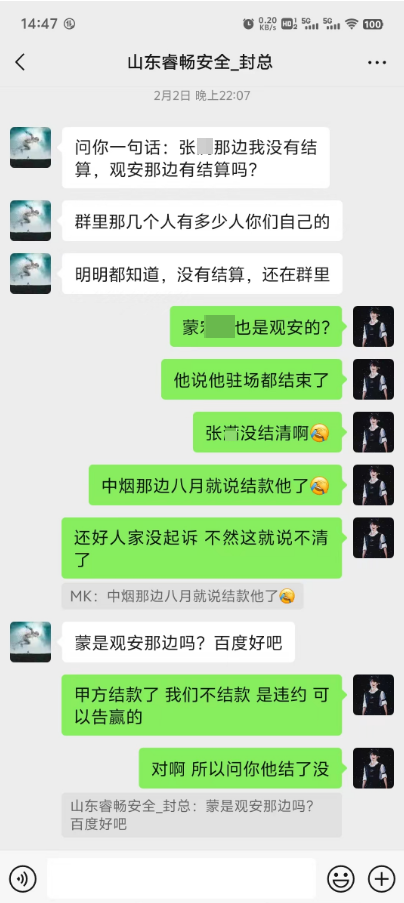 14:47
0.20
KB/s
HD 1 2
5G
5G
100
山东睿畅安全_封总
2月2日 晚上22:07
问你一句话：张 那边我没有结
算，观安那边有结算吗？
群里那几个人有多少人你们自己的
明明都知道，没有结算，还在群里
蒙 也是观安的？
他说他驻场都结束了
张 没结清啊
中烟那边八月就说结款他了
还好人家没起诉 不然这就说不清
了
MK：中烟那边八月就说结款他了
蒙是观安那边吗？百度好吧
甲方结款了 我们不结款 是违约 可
以告赢的
对啊 所以问你他结了没
山东睿畅安全_封总：蒙是观安那边吗？
百度好吧